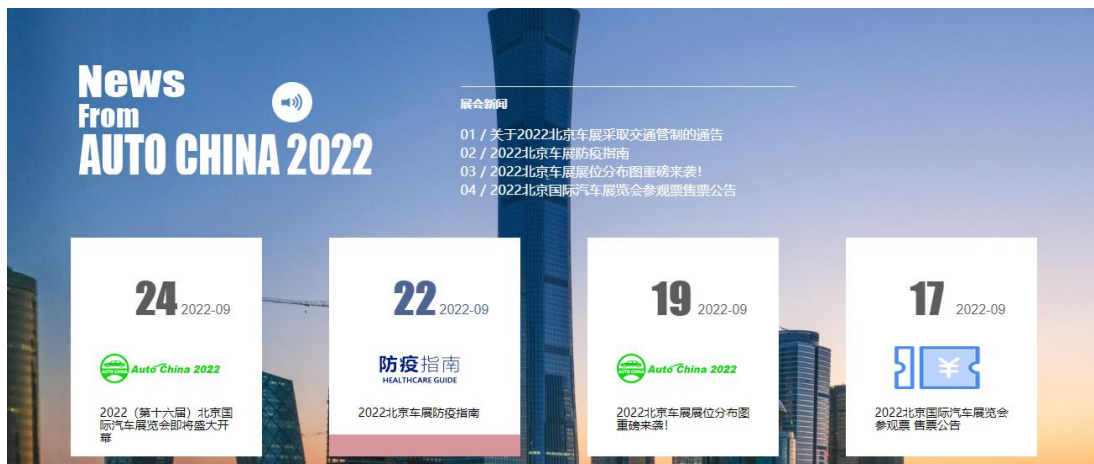 News
From
AUTO CHINA 2022
展会新闻
01 / 关于2022北京车展采取交通管制的通告
02 / 2022北京车展防疫指南
03 / 2022北京车展展位分布图重磅来袭!
04 / 2022北京国际汽车展览会参观票售票公告
24 2022-09
AUTO CHINA Auto China 2022
2022（第十六届）北京国
际汽车展览会即将盛大开
幕
22 2022-09
防疫指南
HEALTHCARE GUIDE
2022北京车展防疫指南
19 2022-09
AUTO CHINA Auto China 2022
2022北京车展展位分布图
重磅来袭!
17 2022-09
¥
2022北京国际汽车展览会
参观票 售票公告